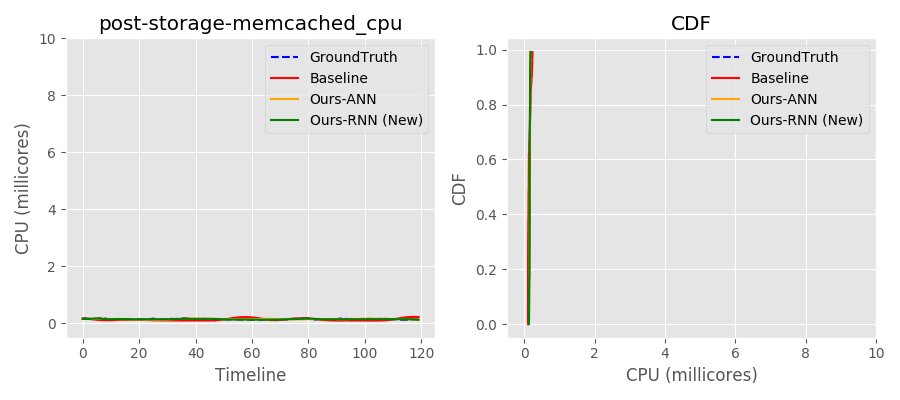 post-storage-memcached_cpu
CPU (millicores)
10
8
6
4
2
0
GroundTruth
Baseline
Ours-ANN
Ours-RNN (New)
0 20 40 60 80 100 120
Timeline
CDF
CDF
1.0
0.8
0.6
0.4
0.2
0.0
GroundTruth
Baseline
Ours-ANN
Ours-RNN (New)
0 2 4 6 8 10
CPU (millicores)